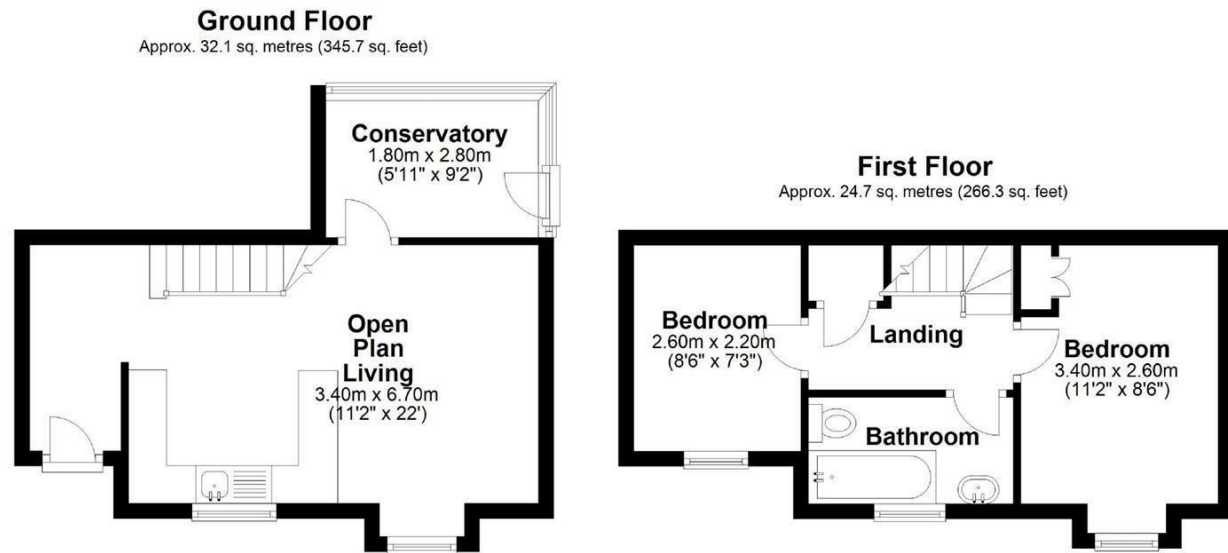 Ground Floor
Approx. 32.1 sq. metres (345.7 sq. feet)
Conservatory
1.80m x 2.80m
(5'11" x 9'2")
Open
Plan
Living
3.40m x 6.70m
(11'2" x 22')
First Floor
Approx. 24.7 sq. metres (266.3 sq. feet)
Bedroom
2.60m x 2.20m
(8'6" x 7'3")
Landing
Bedroom
3.40m x 2.60m
(11'2" x 8'6")
Bathroom